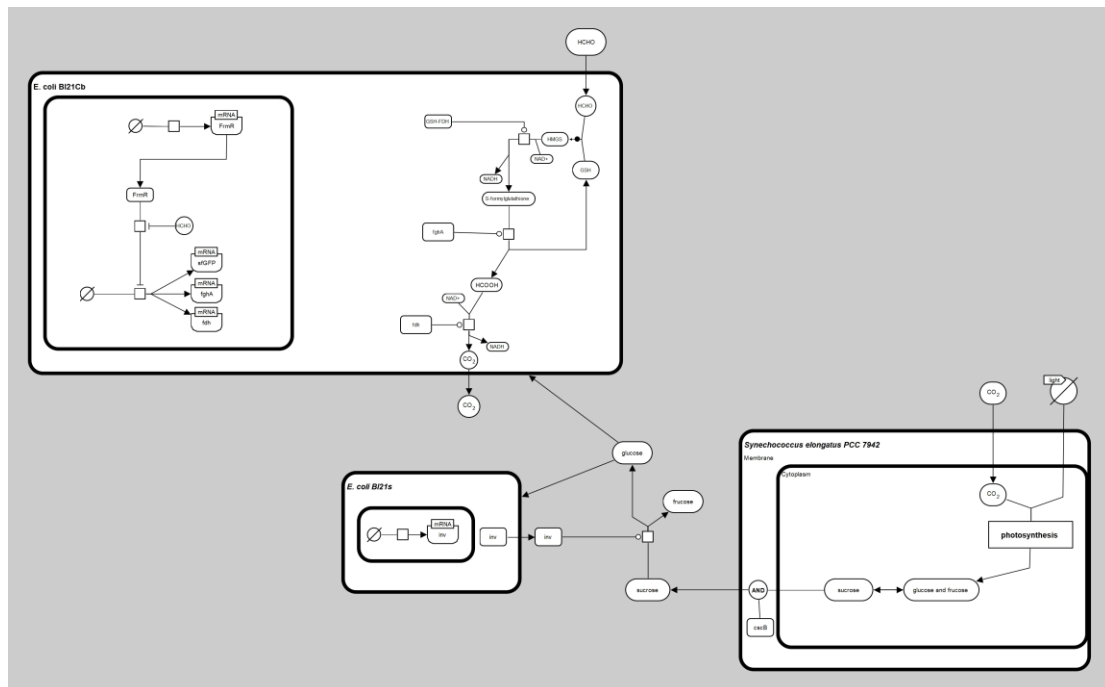 HCHO
E. coli Bl21Cb
mRNA
FrmR
HCHO
GSH-FDH
HMGS
NAD+
GSH
NADH
S-formylglutathione
FrmR
HCHO
fghA
mRNA
sfGFP
mRNA
fghA
mRNA
fdh
HCOOH
NAD+
fdh
NADH
CO2
CO2
glucose
E. coli Bl21s
mRNA
inv
inv
inv
frucose
sucrose
CO2
light
Synechococcus elongatus PCC 7942
Membrane
Cytoplasm
CO2
photosynthesis
AND
sucrose
glucose and frucose
cscB